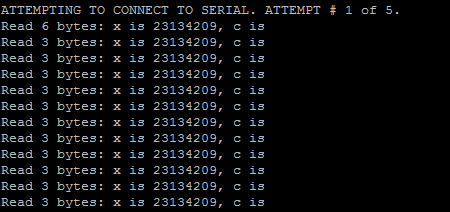 ATTEMPTING TO CONNECT TO SERIAL. ATTEMPT # 1 of 5.
Read 6 bytes: x is 23134209, c is
Read 3 bytes: x is 23134209, c is
Read 3 bytes: x is 23134209, c is
Read 3 bytes: x is 23134209, c is
Read 3 bytes: x is 23134209, c is
Read 3 bytes: x is 23134209, c is
Read 3 bytes: x is 23134209, c is
Read 3 bytes: x is 23134209, c is
Read 3 bytes: x is 23134209, c is
Read 3 bytes: x is 23134209, c is
Read 3 bytes: x is 23134209, c is
Read 3 bytes: x is 23134209, c is